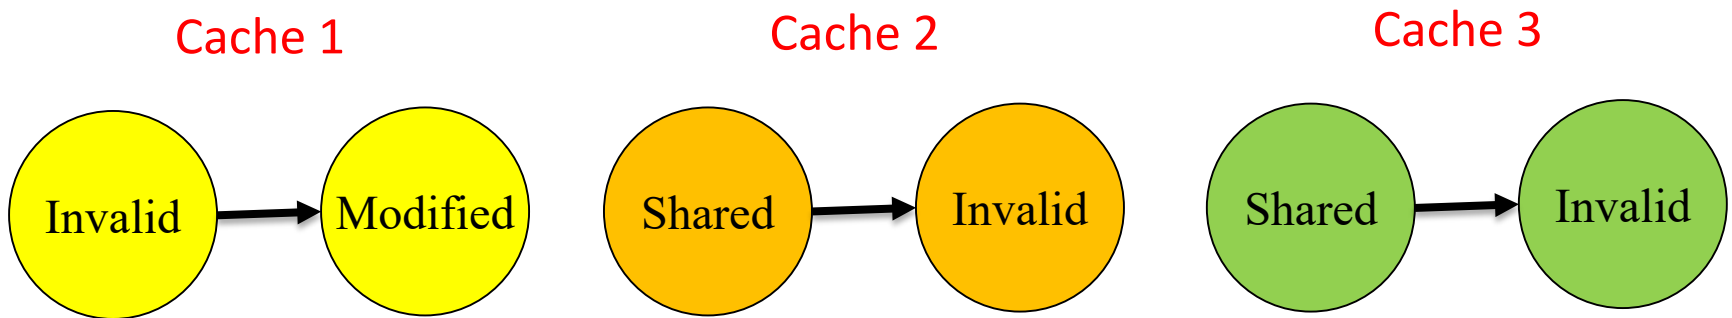 Cache 1
Cache 2
Cache 3
Invalid
Modified
Shared
Invalid
Shared
Invalid